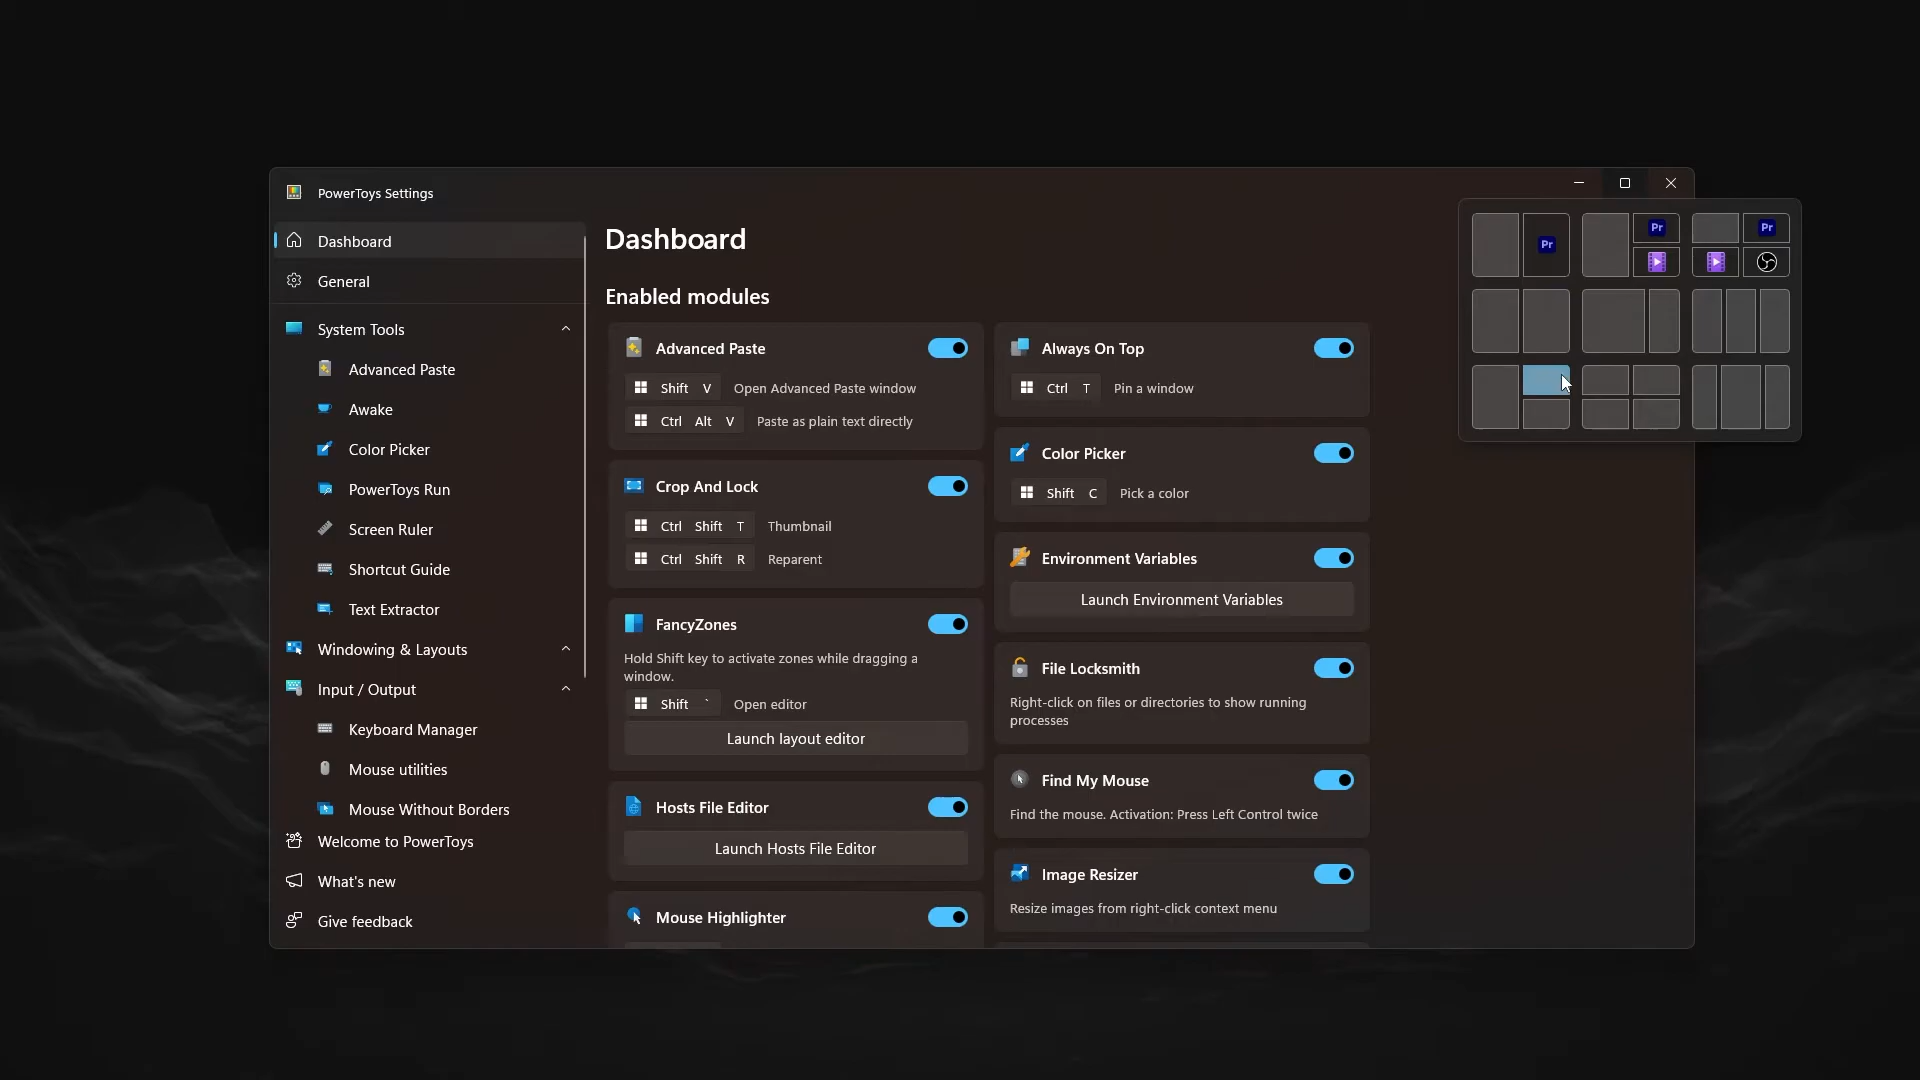 PowerToys Settings
Dashboard
General
System Tools
Advanced Paste
Awake
Color Picker
PowerToys Run
Screen Ruler
Shortcut Guide
Text Extractor
Windowing & Layouts
Input / Output
Keyboard Manager
Mouse utilities
Mouse Without Borders
Welcome to PowerToys
What's new
Give feedback
Dashboard
Enabled modules
Advanced Paste
Shift V Open Advanced Paste window
Ctrl Alt V Paste as plain text directly
Crop And Lock
Ctrl Shift T Thumbnail
Ctrl Shift R Reparent
FancyZones
Hold Shift key to activate zones while dragging a
window.
Shift ` Open editor
Launch layout editor
Hosts File Editor
Launch Hosts File Editor
Mouse Highlighter
Always On Top
Ctrl T Pin a window
Color Picker
Shift C Pick a color
Environment Variables
Launch Environment Variables
File Locksmith
Right-click on files or directories to show running
processes
Find My Mouse
Find the mouse. Activation: Press Left Control twice
Image Resizer
Resize images from right-click context menu
Pr
Pr
Pr